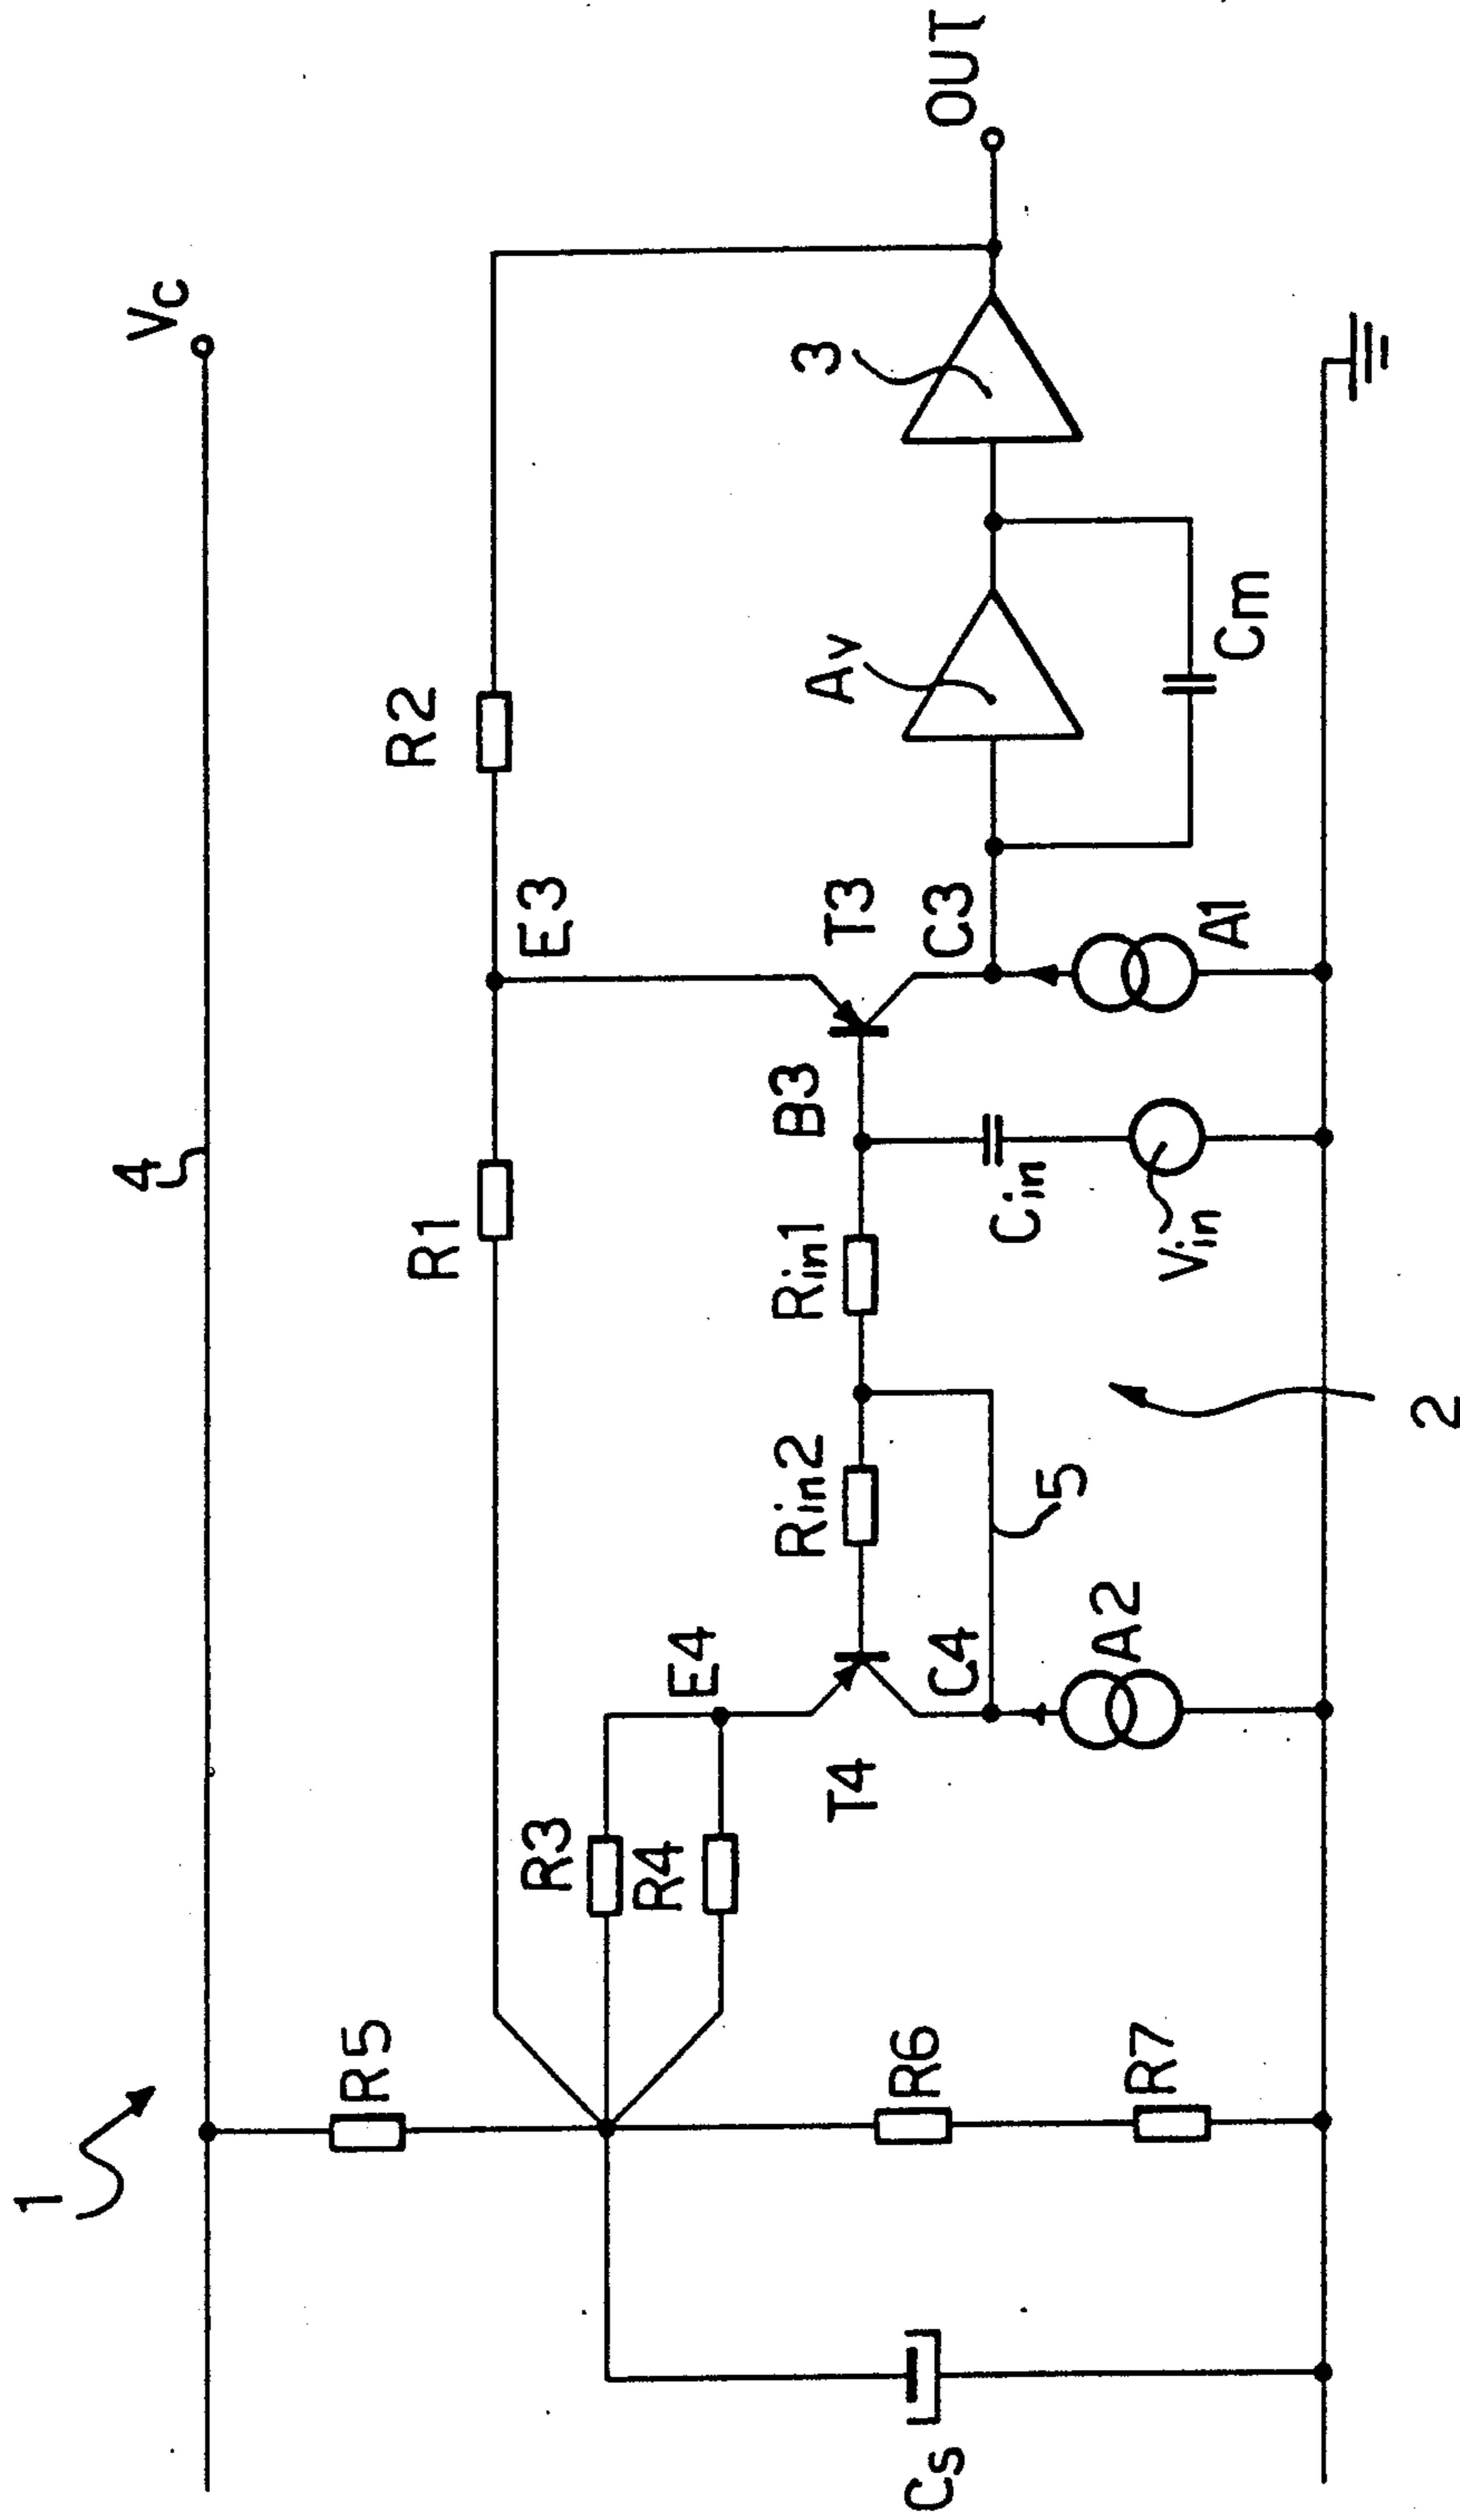 1
4
Vc
R5
R1
R2
E3
OUT
R3
R4
E4
Rin2
Rin1
B3
T3
Av
3
T4
C4
C3
R6
Cs
A2
5
Cin
Vin
A1
Cm
R7
2